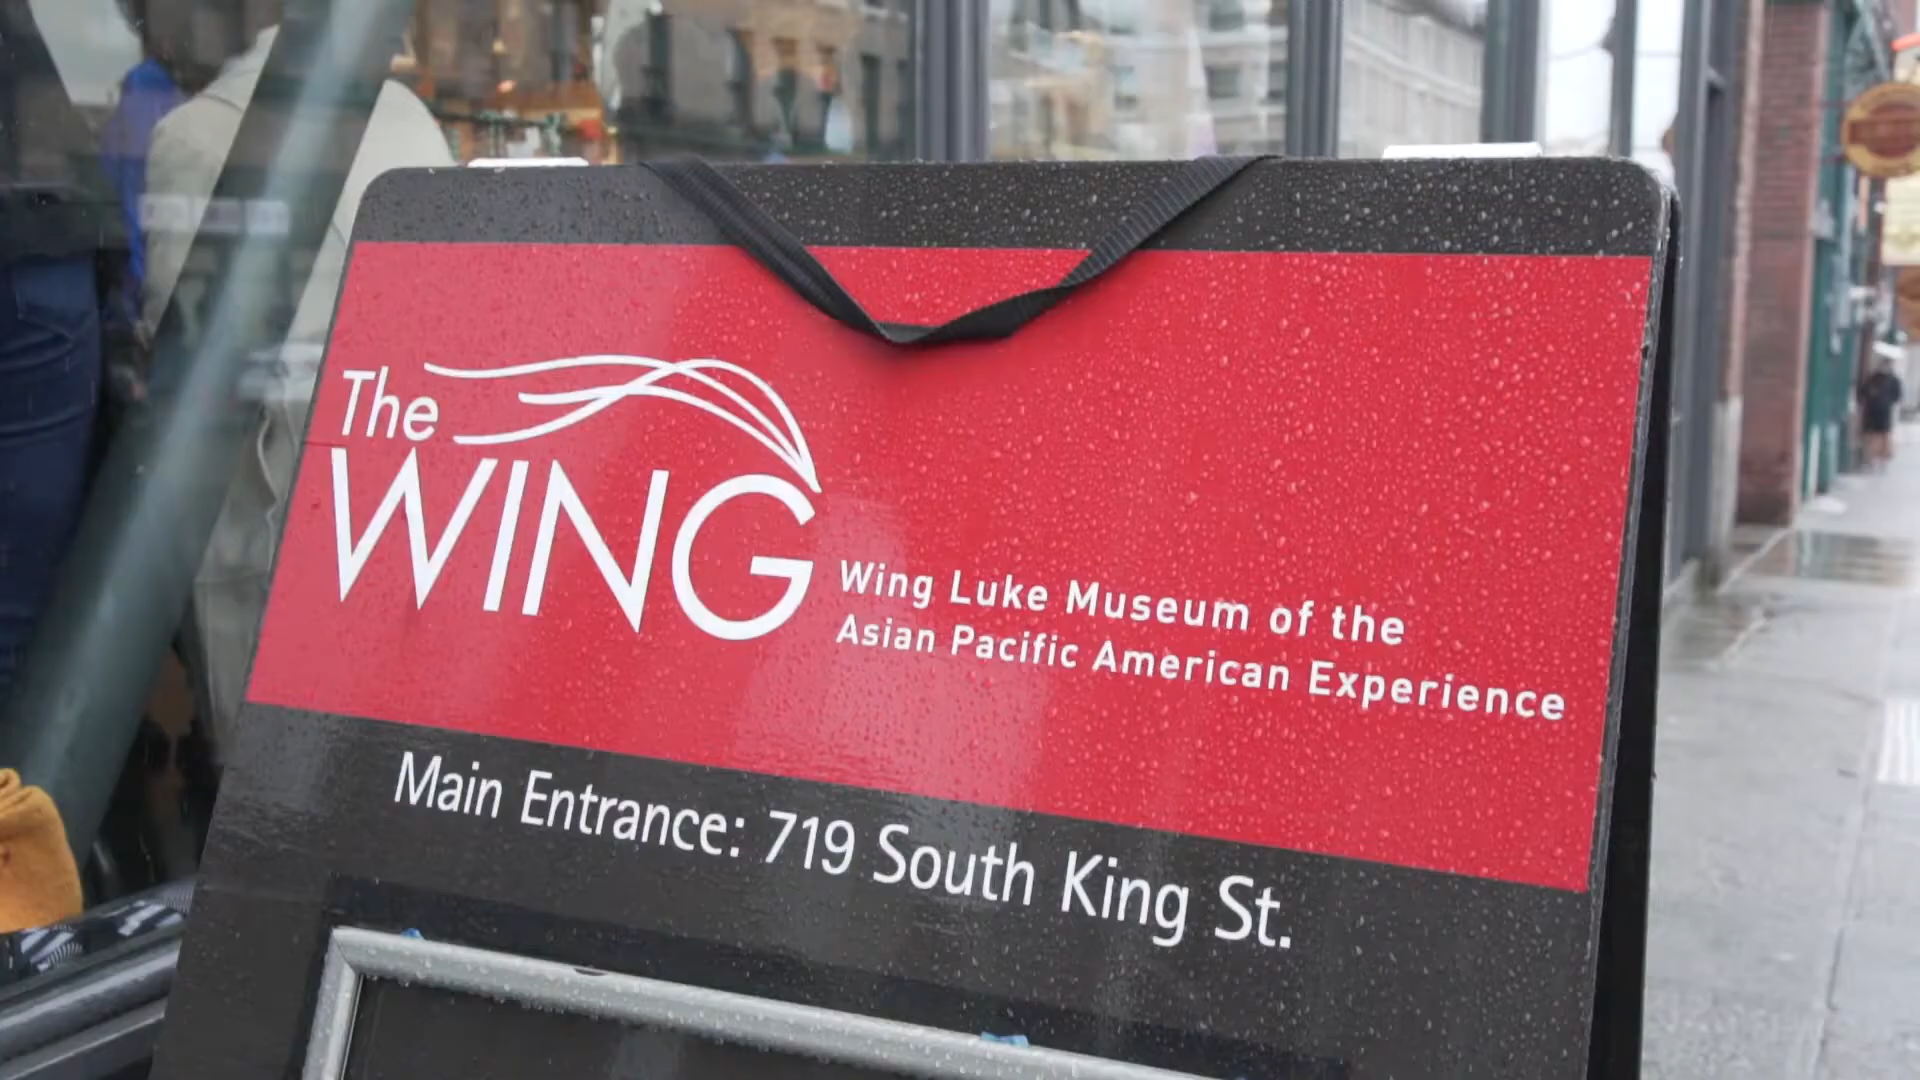 The
WING
Wing Luke Museum of the
Asian Pacific American Experience
Main Entrance: 719 South King St.